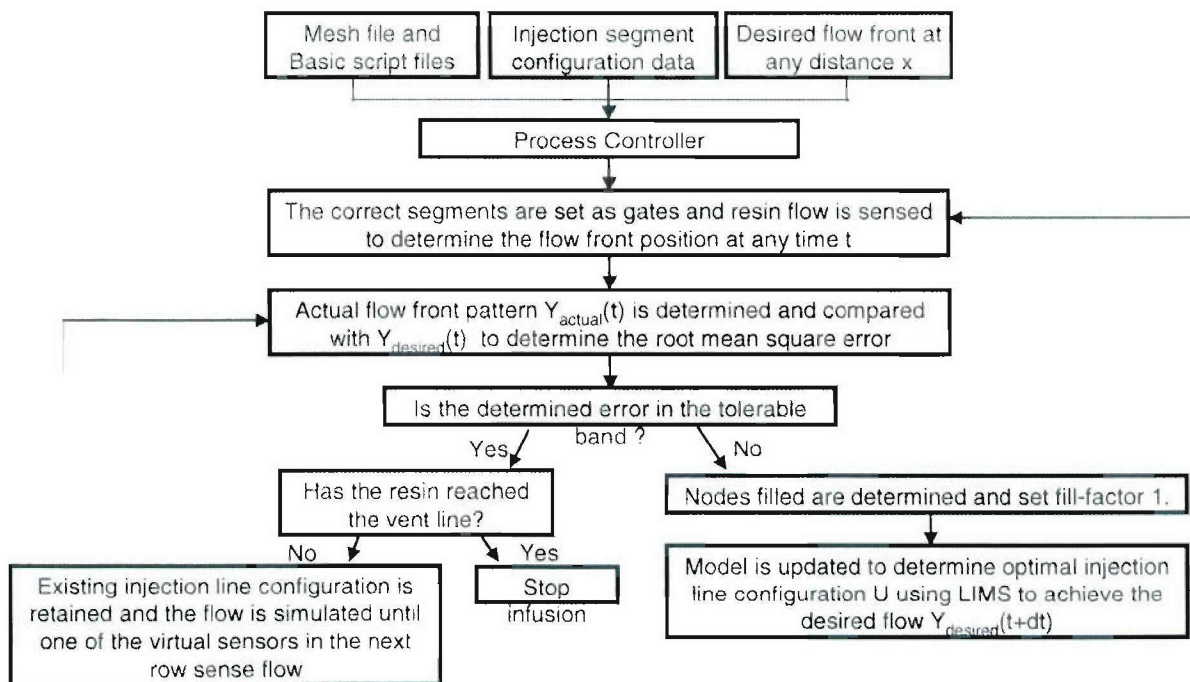 Mesh file and
Basic script files
Injection segment
configuration data
Desired flow front at
any distance x
Process Controller
The correct segments are set as gates and resin flow is sensed
to determine the flow front position at any time t
Actual flow front pattern Y_actual(t) is determined and compared
with Y_desired(t) to determine the root mean square error
Is the determined error in the tolerable
band ?
Yes
No
Has the resin reached
the vent line?
Nodes filled are determined and set fill-factor 1.
No
Yes
Existing injection line configuration is
retained and the flow is simulated until
one of the virtual sensors in the next
row sense flow
Stop
infusion
Model is updated to determine optimal injection
line configuration U using LIMS to achieve the
desired flow Y_desired(t+dt)